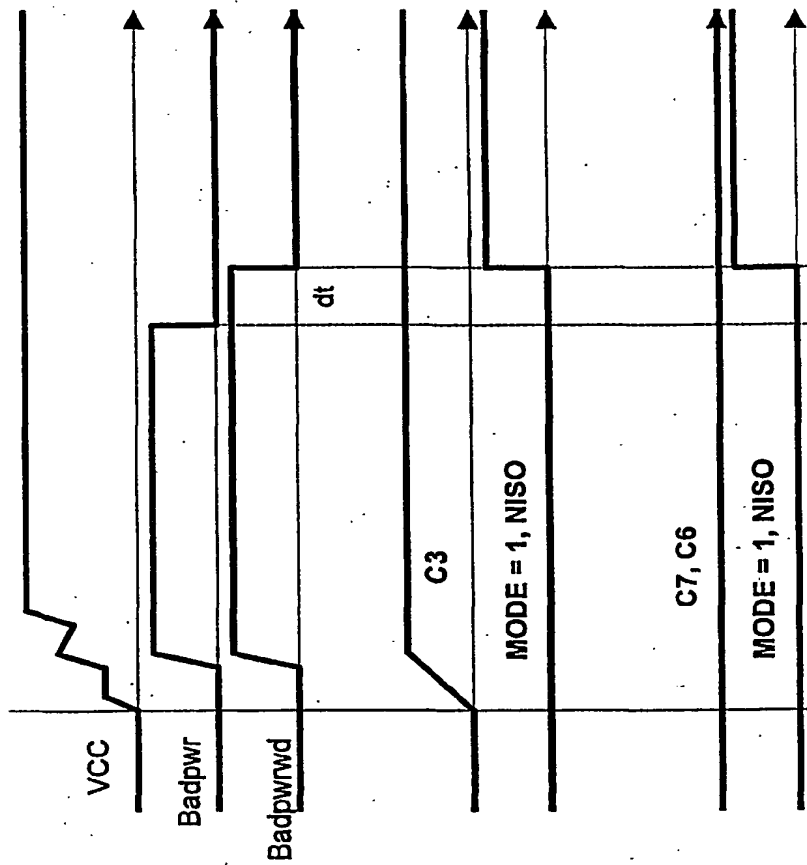 VCC
Badpwr
Badpwrwd
dt
C3
MODE = 1, NISO
C7, C6
MODE = 1, NISO